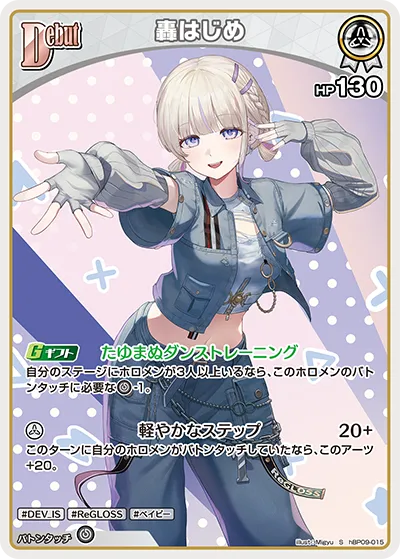 Debut
轟はじめ
HP130
Gギフト たゆまぬダンストレーニング
自分のステージにホロメンが3人以上いるなら、このホロメンのバト
ンタッチに必要な-1。
軽やかなステップ 20+
このターンに自分のホロメンがバトンタッチしていたなら、このアーツ
+20。
ReGLOSS
#DEV_IS #ReGLOSS #ベイビー
バトンタッチ
illust:Migyu S hBP09-015